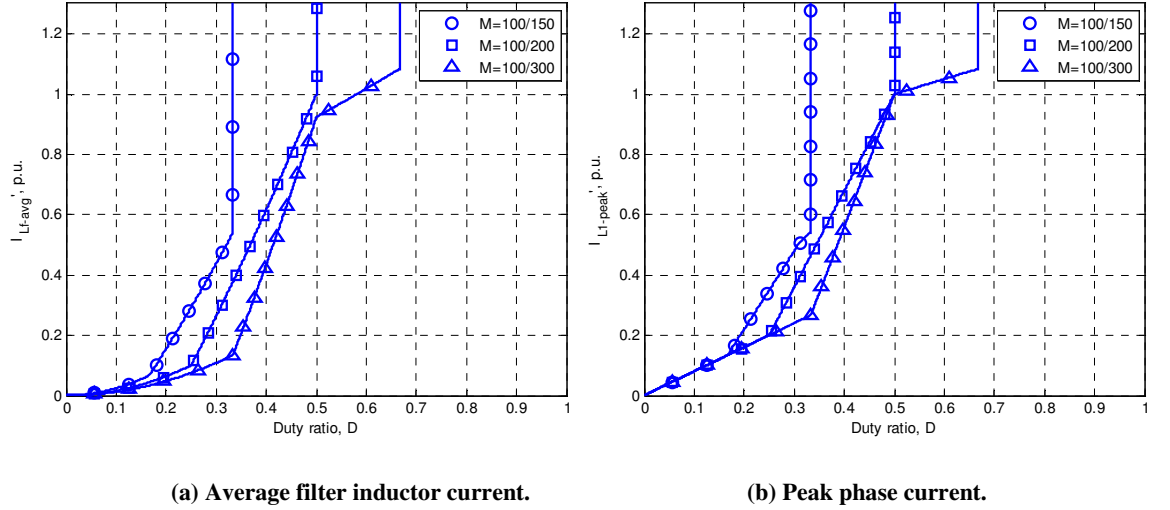 1.2
1
0.8
0.6
0.4
0.2
0
I Lf-avg', p.u.
M=100/150
M=100/200
M=100/300
0 0.1 0.2 0.3 0.4 0.5 0.6 0.7 0.8 0.9 1
Duty ratio, D
(a) Average filter inductor current.
1.2
1
0.8
0.6
0.4
0.2
0
I L1-peak', p.u.
M=100/150
M=100/200
M=100/300
0 0.1 0.2 0.3 0.4 0.5 0.6 0.7 0.8 0.9 1
Duty ratio, D
(b) Peak phase current.